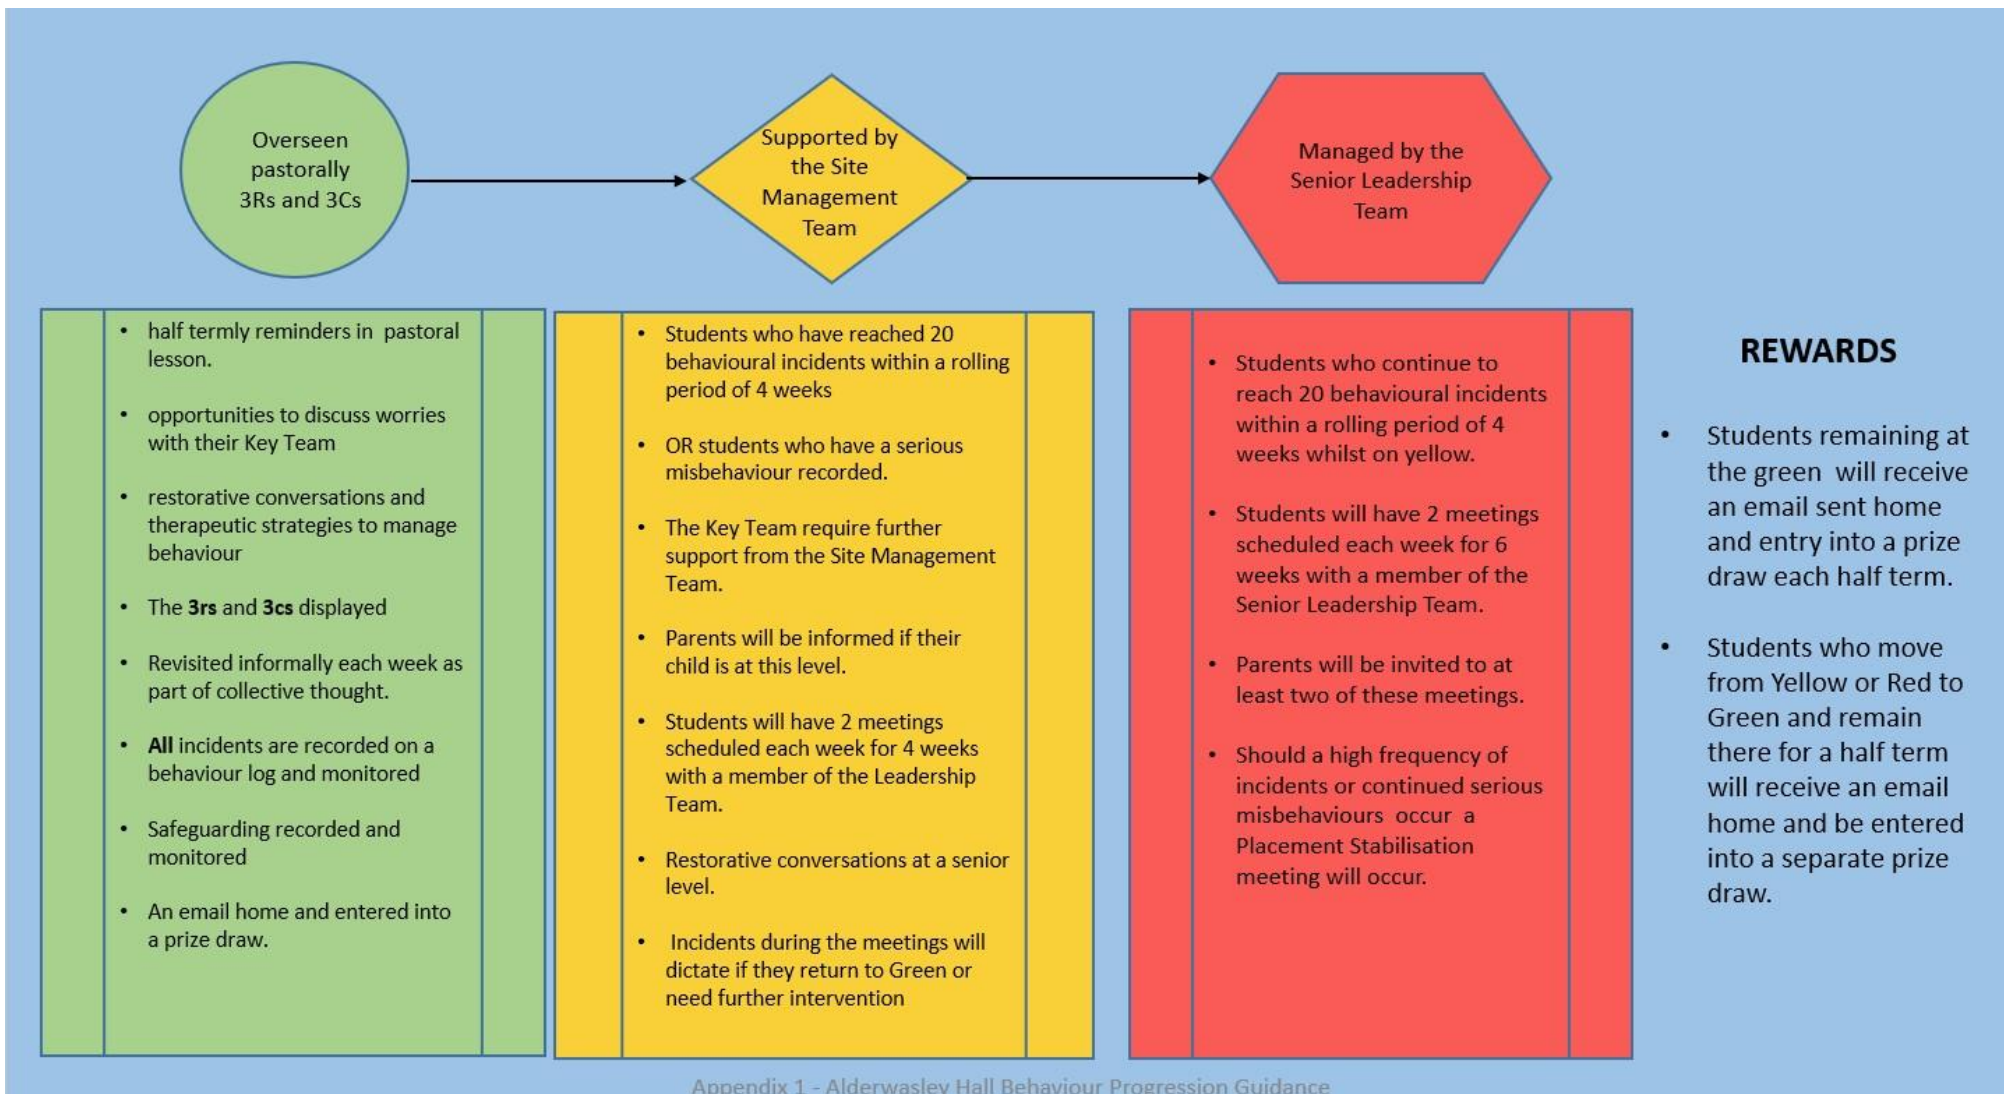 Overseen
pastorally
3Rs and 3Cs
Supported by
the Site
Management
Team
Managed by the
Senior Leadership
Team
• half termly reminders in pastoral
lesson.
• opportunities to discuss worries
with their Key Team
• restorative conversations and
therapeutic strategies to manage
behaviour
• The 3rs and 3cs displayed
• Revisited informally each week as
part of collective thought.
• All incidents are recorded on a
behaviour log and monitored
• Safeguarding recorded and
monitored
• An email home and entered into
a prize draw.
• Students who have reached 20
behavioural incidents within a rolling
period of 4 weeks
• OR students who have a serious
misbehaviour recorded.
• The Key Team require further
support from the Site Management
Team.
• Parents will be informed if their
child is at this level.
• Students will have 2 meetings
scheduled each week for 4 weeks
with a member of the Leadership
Team.
• Restorative conversations at a senior
level.
• Incidents during the meetings will
dictate if they return to Green or
need further intervention
• Students who continue to
reach 20 behavioural incidents
within a rolling period of 4
weeks whilst on yellow.
• Students will have 2 meetings
scheduled each week for 6
weeks with a member of the
Senior Leadership Team.
• Parents will be invited to at
least two of these meetings.
• Should a high frequency of
incidents or continued serious
misbehaviours occur a
Placement Stabilisation
meeting will occur.
REWARDS
• Students remaining at
the green will receive
an email sent home
and entry into a prize
draw each half term.
• Students who move
from Yellow or Red to
Green and remain
there for a half term
will receive an email
home and be entered
into a separate prize
draw.
Appendix 1 - Alderwasley Hall Behaviour Progression Guidance